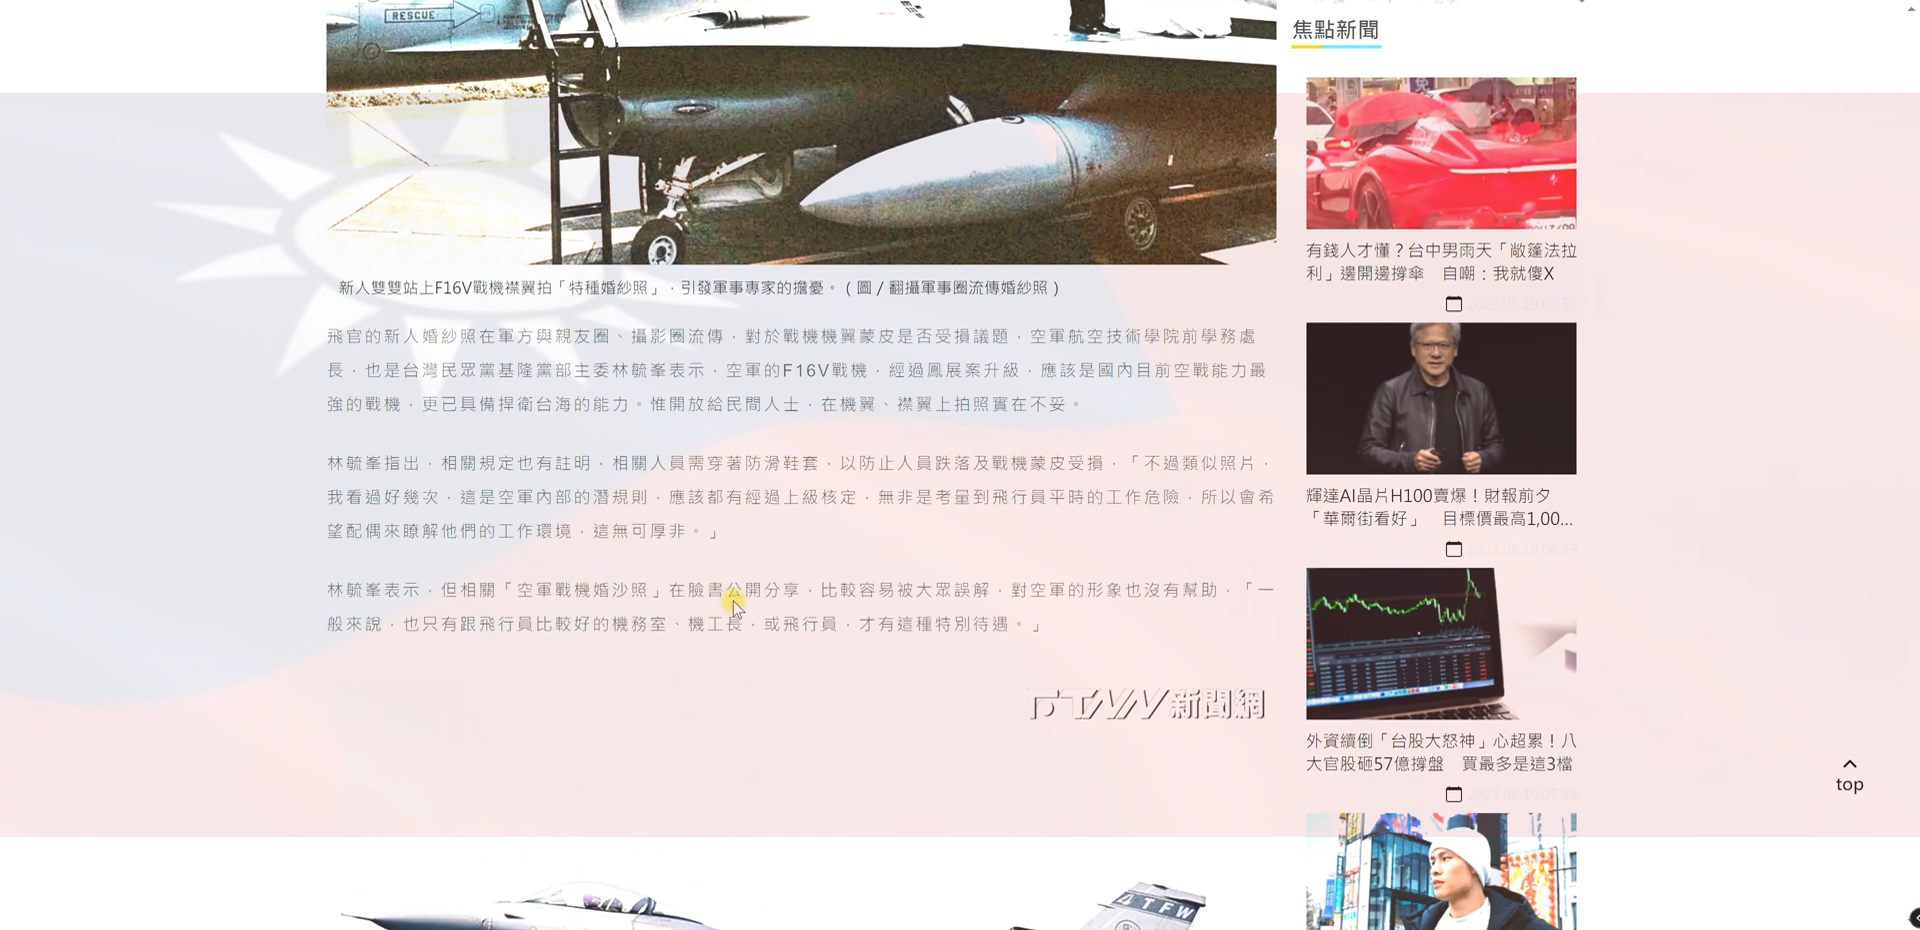 RESCUE
焦點新聞
有錢人才懂？台中男雨天「敞篷法拉
利」邊開邊撐傘　自嘲：我就傻X
2023.08.19 09:50
新人雙雙站上F16V戰機襟翼拍「特種婚紗照」，引發軍事專家的擔憂。（圖／翻攝軍事圈流傳婚紗照）
飛官的新人婚紗照在軍方與親友圈、攝影圈流傳，對於戰機機翼蒙皮是否受損議題，空軍航空技術學院前學務處
長，也是台灣民眾黨基隆黨部主委林毓峯表示，空軍的F16V戰機，經過鳳展案升級，應該是國內目前空戰能力最
強的戰機，更已具備捍衛台海的能力。惟開放給民間人士，在機翼、襟翼上拍照實在不妥。
林毓峯指出，相關規定也有註明，相關人員需穿著防滑鞋套，以防止人員跌落及戰機蒙皮受損，「不過類似照片，
我看過好幾次，這是空軍內部的潛規則，應該都有經過上級核定，無非是考量到飛行員平時的工作危險，所以會希
望配偶來瞭解他們的工作環境，這無可厚非。」
林毓峯表示，但相關「空軍戰機婚沙照」在臉書公開分享，比較容易被大眾誤解，對空軍的形象也沒有幫助，「一
般來說，也只有跟飛行員比較好的機務室、機工長，或飛行員，才有這種特別待遇。」
輝達AI晶片H100賣爆！財報前夕
「華爾街看好」　目標價最高1,00...
2023.08.19 08:39
FTNN新聞網
外資續倒「台股大怒神」心超累！八
大官股砸57億撐盤　買最多是這3檔
2023.08.19 07:39
top
4TFW